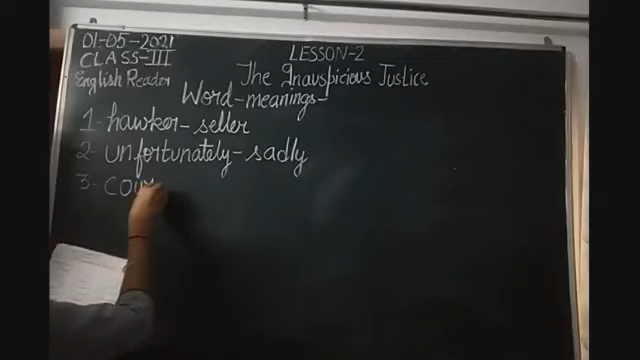 01-05-2021
CLASS-III
English Reader
LESSON-2
The Inauspicious Justice
Word-meanings-
1- hawker-seller
2- unfortunately-sadly
3- cou